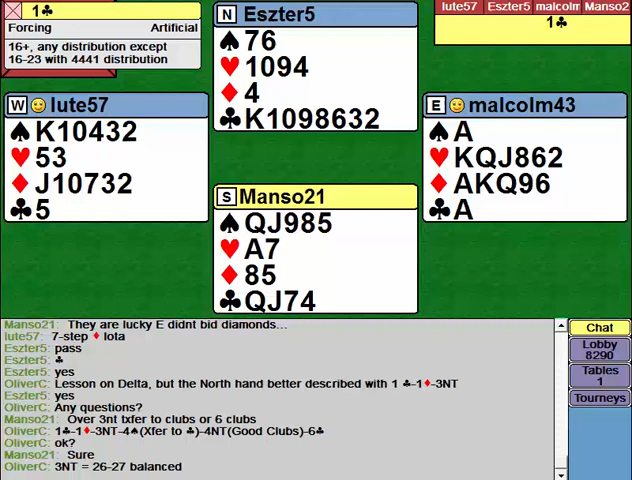 1♣
Forcing Artificial
16+, any distribution except
16-23 with 4441 distribution
N Eszter5
♠ 76
♥ 1094
♦ 4
♣ K1098632
lute57 Eszter5 malcolm Manso2
1♣
W lute57
♠ K10432
♥ 53
♦ J10732
♣ 5
E malcolm43
♠ A
♥ KQJ862
♦ AKQ96
♣ A
S Manso21
♠ QJ985
♥ A7
♦ 85
♣ QJ74
Manso21: They are lucky E didnt bid diamonds...
lute57: 7-step ♦ Iota
Eszter5: pass
Eszter5: ♣
Eszter5: yes
OliverC: Lesson on Delta, but the North hand better described with 1 ♣-1♦-3NT
Eszter5: yes
OliverC: Any questions?
Manso21: Over 3nt txfer to clubs or 6 clubs
OliverC: 1♣-1♦-3NT-4♠(Xfer to ♣)-4NT(Good Clubs)-6♣
OliverC: ok?
Manso21: Sure
OliverC: 3NT = 26-27 balanced
Chat
Lobby
8290
Tables
1
Tourneys